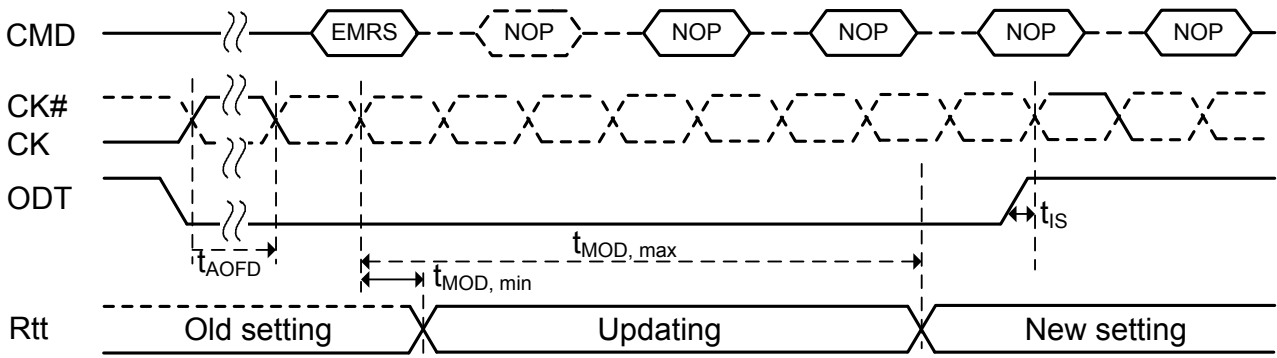 CMD EMRS NOP NOP NOP NOP NOP
CK#
CK
ODT
tIS
tMOD, max
tAOFD
tMOD, min
Rtt Old setting Updating New setting